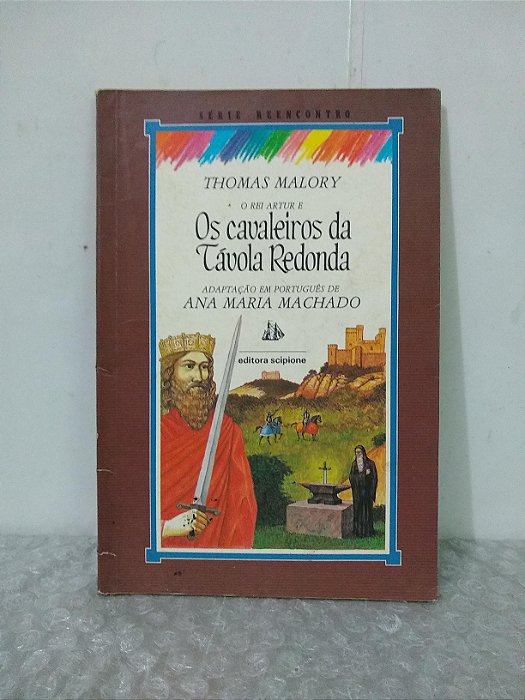 SÉRIE REENCONTRO
THOMAS MALORY
O REI ARTUR E
Os cavaleiros da
Távola Redonda
ADAPTAÇÃO EM PORTUGUÊS DE
ANA MARIA MACHADO
editora scipione